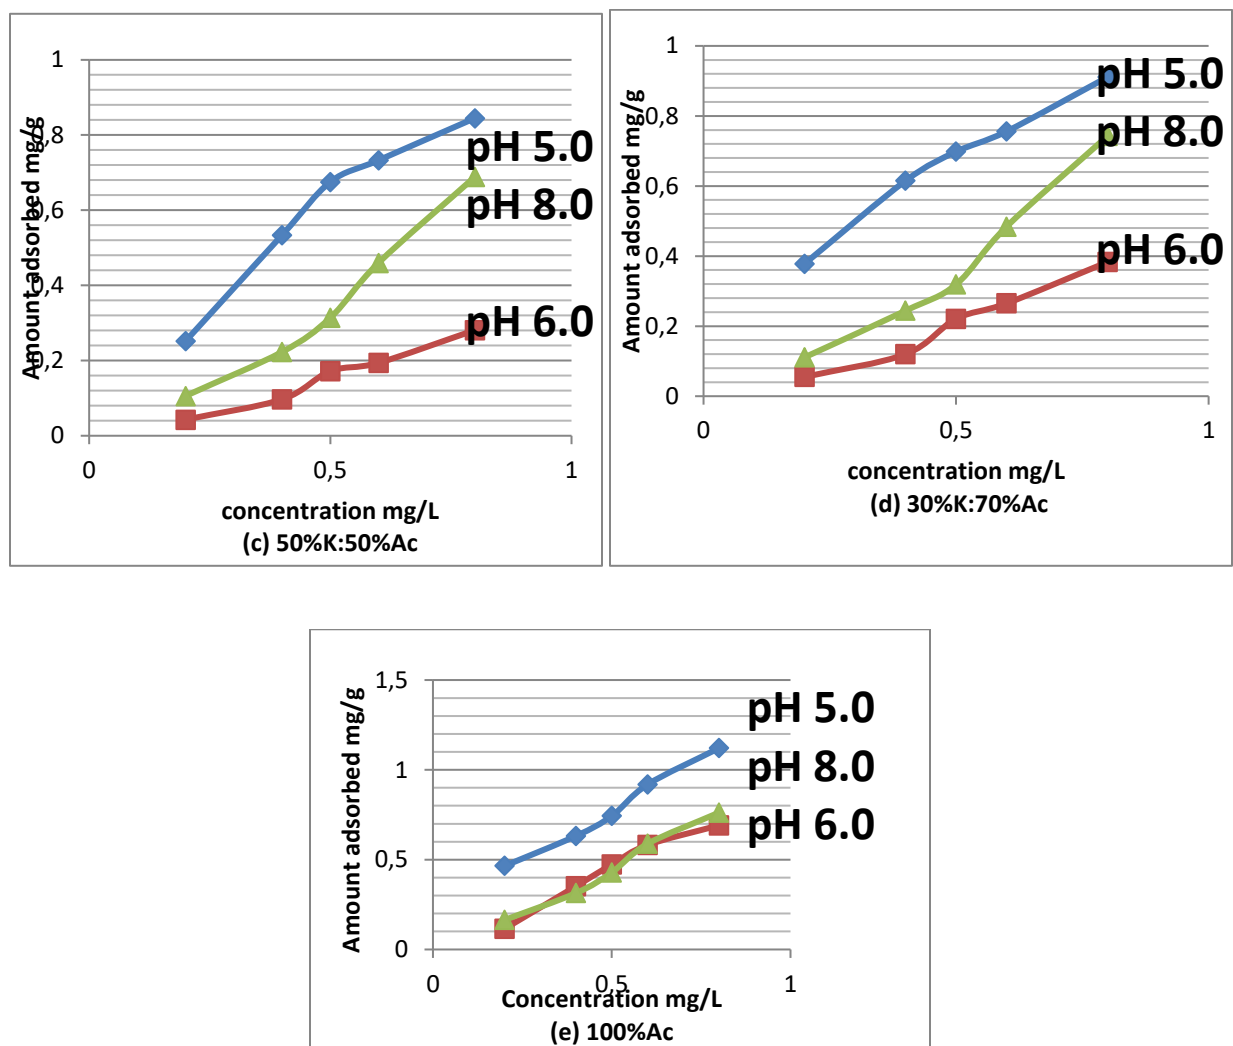 Amount adsorbed mg/g
1
0,8
0,6
0,4
0,2
0
0
0,5
1
pH 5.0
pH 8.0
pH 6.0
concentration mg/L
(c) 50%K:50%Ac
Amount adsorbed mg/g
1
0,8
0,6
0,4
0,2
0
0
0,5
1
pH 5.0
pH 8.0
pH 6.0
concentration mg/L
(d) 30%K:70%Ac
Amount adsorbed mg/g
1,5
1
0,5
0
0
0,5
1
pH 5.0
pH 8.0
pH 6.0
Concentration mg/L
(e) 100%Ac